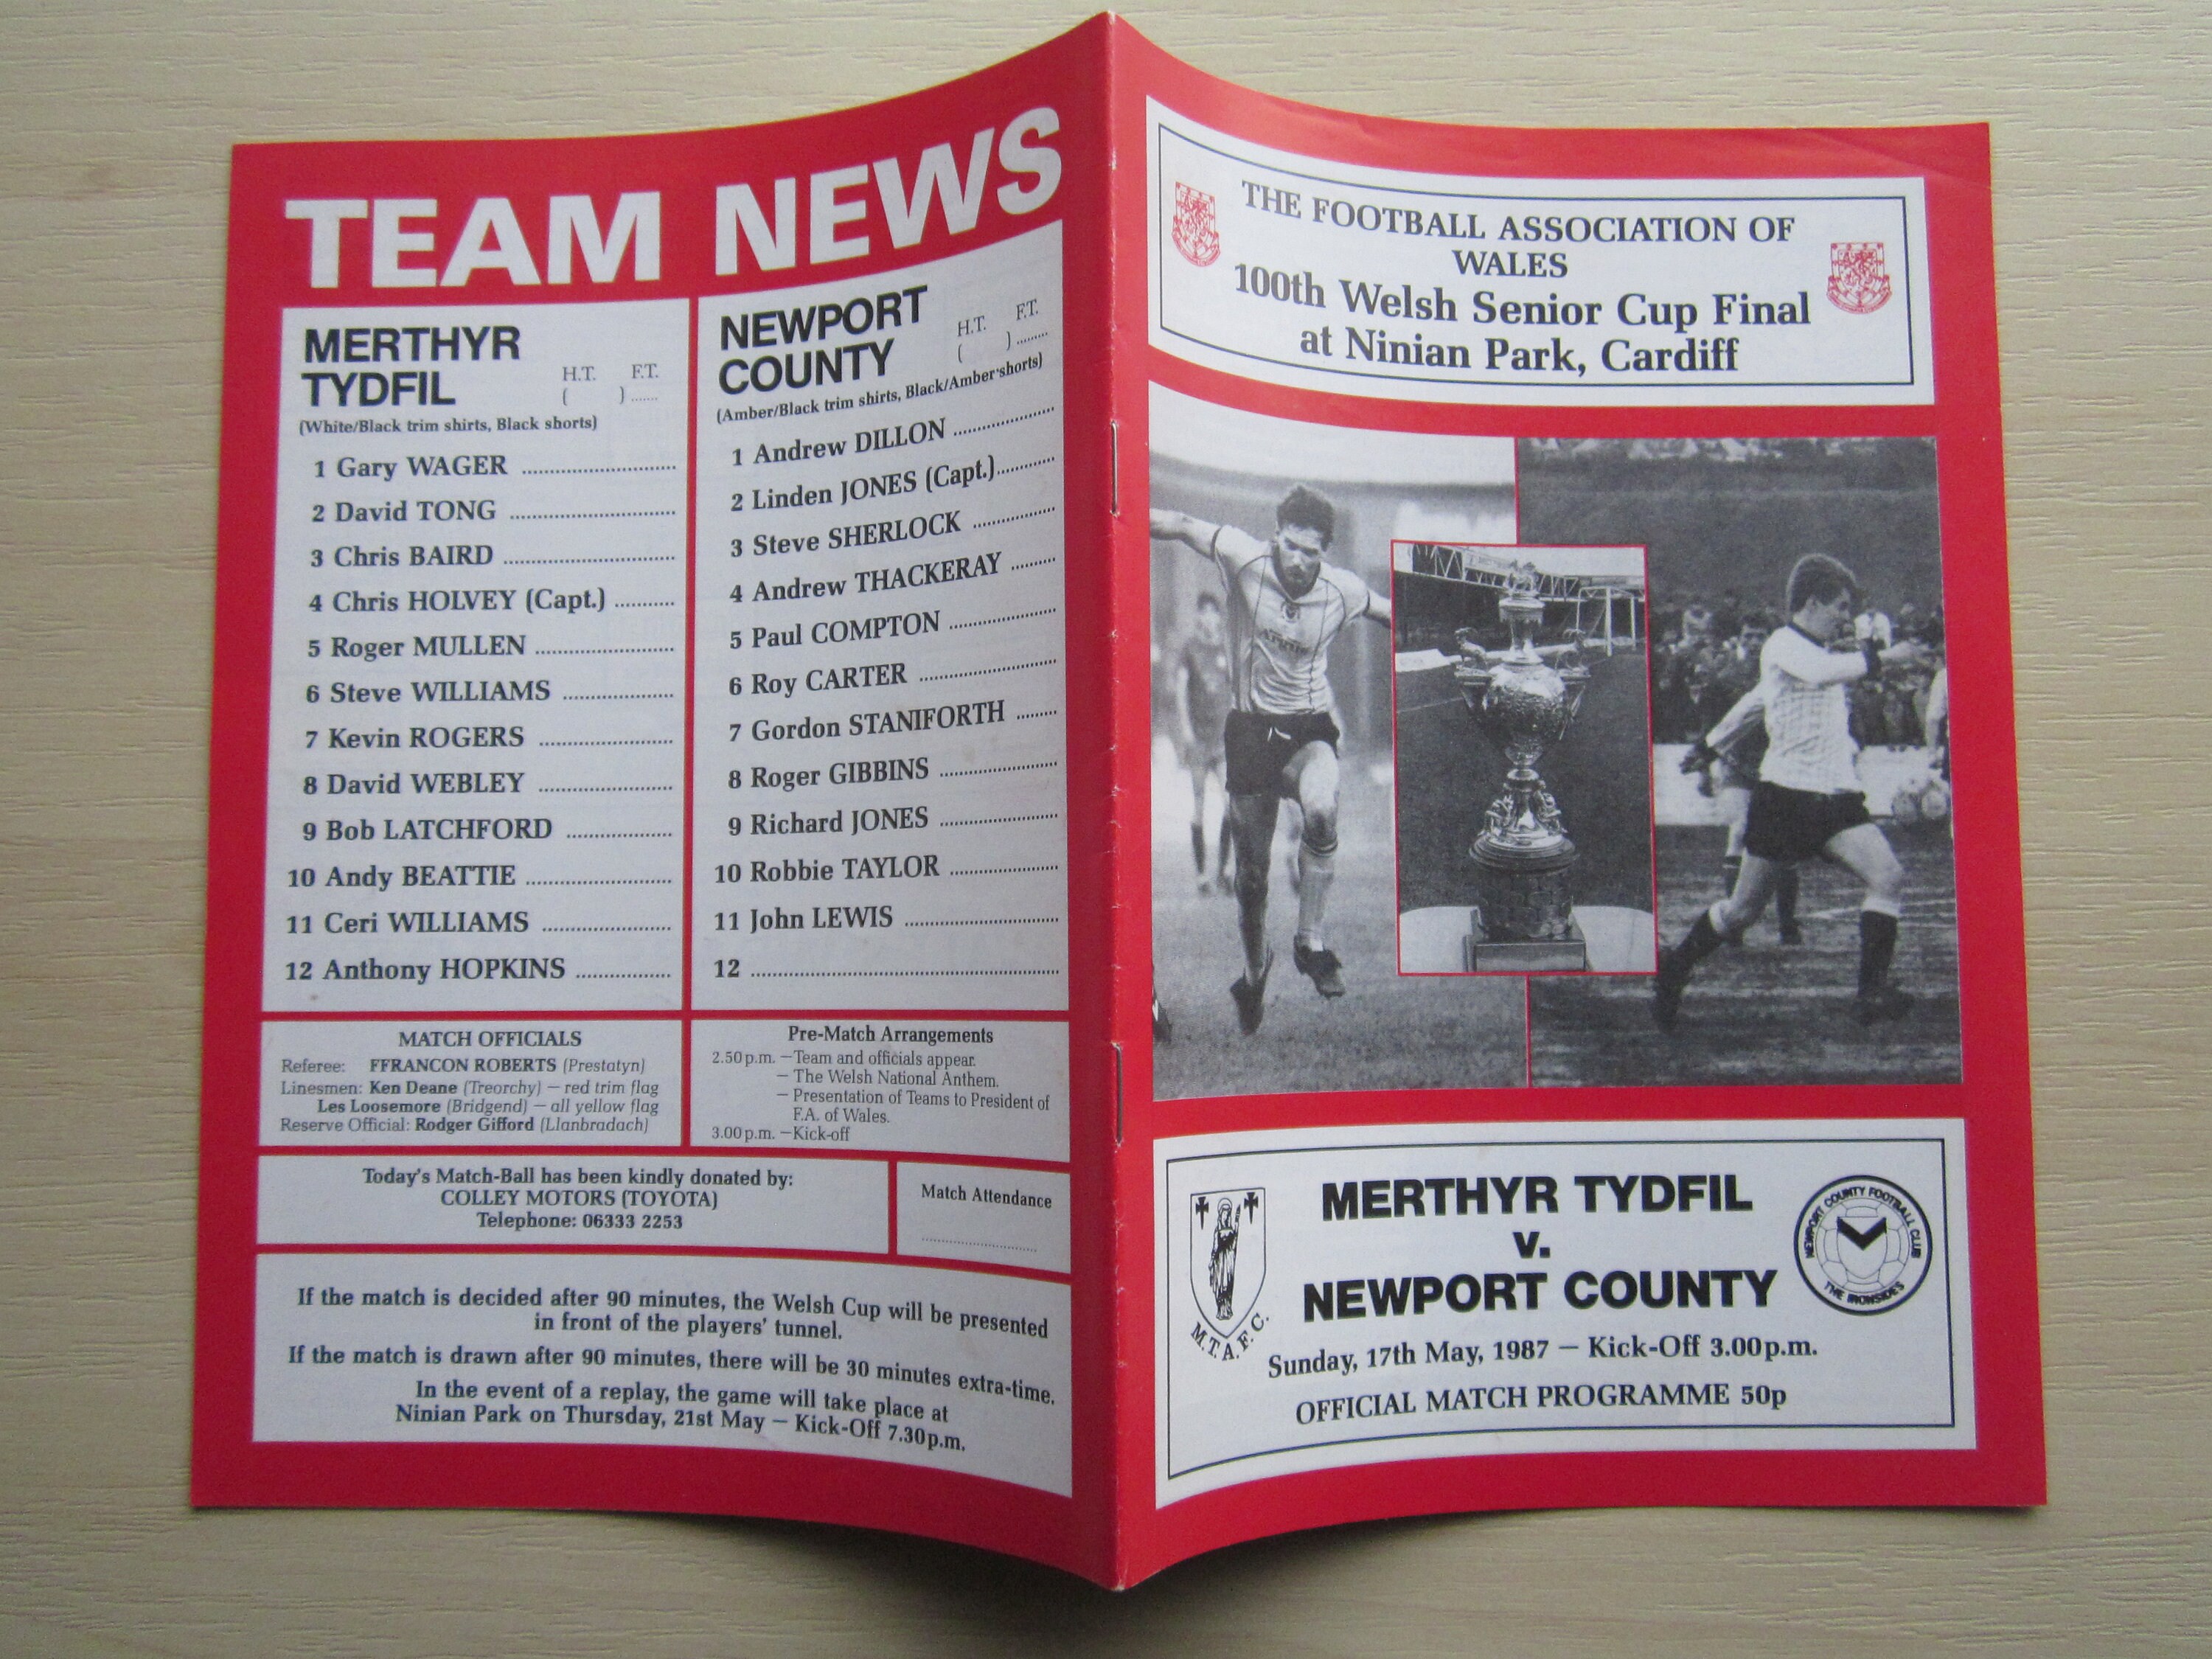 TEAM NEWS
MERTHYR
TYDFIL
H.T. F.T.
( ) .......
(White/Black trim shirts, Black shorts)
1 Gary WAGER ..............................
2 David TONG ..............................
3 Chris BAIRD ..............................
4 Chris HOLVEY (Capt.) ...........
5 Roger MULLEN .........................
6 Steve WILLIAMS ....................
7 Kevin ROGERS ........................
8 David WEBLEY ........................
9 Bob LATCHFORD ...................
10 Andy BEATTIE ..........................
11 Ceri WILLIAMS .......................
12 Anthony HOPKINS .................
NEWPORT
COUNTY
H.T. F.T.
( ) ........
(Amber/Black trim shirts, Black/Amber shorts)
1 Andrew DILLON ..................
2 Linden JONES (Capt.)...........
3 Steve SHERLOCK ...............
4 Andrew THACKERAY ........
5 Paul COMPTON ...................
6 Roy CARTER .........................
7 Gordon STANIFORTH .......
8 Roger GIBBINS .....................
9 Richard JONES .....................
10 Robbie TAYLOR ...................
11 John LEWIS ...........................
12 ........................................................
MATCH OFFICIALS
Referee: FFRANCON ROBERTS (Prestatyn)
Linesmen: Ken Deane (Treorchy) — red trim flag
Les Loosemore (Bridgend) — all yellow flag
Reserve Official: Rodger Gifford (Llanbradach)
Pre-Match Arrangements
2.50 p.m. — Team and officials appear.
— The Welsh National Anthem.
— Presentation of Teams to President of
F.A. of Wales.
3.00 p.m. — Kick-off
Today's Match-Ball has been kindly donated by:
COLLEY MOTORS (TOYOTA)
Telephone: 06333 2253
Match Attendance
..............................
If the match is decided after 90 minutes, the Welsh Cup will be presented
in front of the players' tunnel.
If the match is drawn after 90 minutes, there will be 30 minutes extra-time.
In the event of a replay, the game will take place at
Ninian Park on Thursday, 21st May — Kick-Off 7.30p.m.
THE FOOTBALL ASSOCIATION OF
WALES
100th Welsh Senior Cup Final
at Ninian Park, Cardiff
MERTHYR TYDFIL
v.
NEWPORT COUNTY
M.T.A.F.C.
NEWPORT COUNTY FOOTBALL CLUB
THE IRONSIDES
Sunday, 17th May, 1987 — Kick-Off 3.00p.m.
OFFICIAL MATCH PROGRAMME 50p